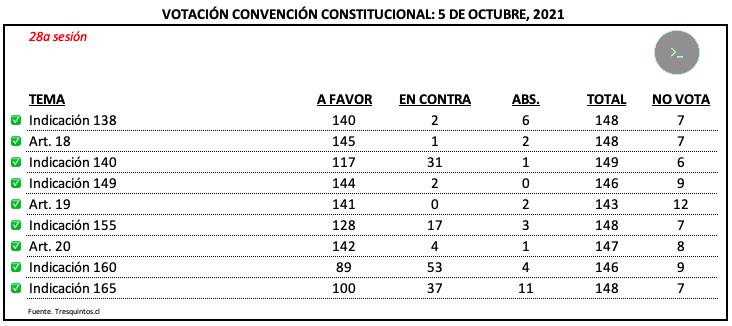 VOTACIÓN CONVENCIÓN CONSTITUCIONAL: 5 DE OCTUBRE, 2021
28a sesión
>_
TEMA A FAVOR EN CONTRA ABS. TOTAL NO VOTA
✅ Indicación 138 140 2 6 148 7
✅ Art. 18 145 1 2 148 7
✅ Indicación 140 117 31 1 149 6
✅ Indicación 149 144 2 0 146 9
✅ Art. 19 141 0 2 143 12
✅ Indicación 155 128 17 3 148 7
✅ Art. 20 142 4 1 147 8
✅ Indicación 160 89 53 4 146 9
✅ Indicación 165 100 37 11 148 7
Fuente. Tresquintos.cl